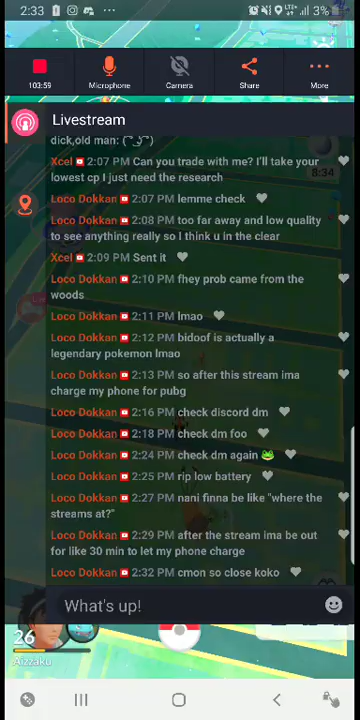 2:33
LTE+
3%
103:59
Microphone
Camera
Share
More
Livestream
dick,old man: ( ͡° ͜ʖ ͡°)
Xcel 2:07 PM Can you trade with me? I'll take your
lowest cp I just need the research
8:34
Loco Dokkan 2:07 PM lemme check
Loco Dokkan 2:08 PM too far away and low quality
to see anything really so I think u in the clear
Xcel 2:09 PM Sent it
Loco Dokkan 2:10 PM fhey prob came from the
woods
Loco Dokkan 2:11 PM lmao
Loco Dokkan 2:12 PM bidoof is actually a
legendary pokemon lmao
Loco Dokkan 2:13 PM so after this stream ima
charge my phone for pubg
Loco Dokkan 2:16 PM check discord dm
Loco Dokkan 2:18 PM check dm foo
Loco Dokkan 2:24 PM check dm again 🐸
Loco Dokkan 2:25 PM rip low battery
Loco Dokkan 2:27 PM nani finna be like "where the
streams at?"
Loco Dokkan 2:29 PM after the stream ima be out
for like 30 min to let my phone charge
Loco Dokkan 2:32 PM cmon so close koko
What's up!
26
Aizzaku